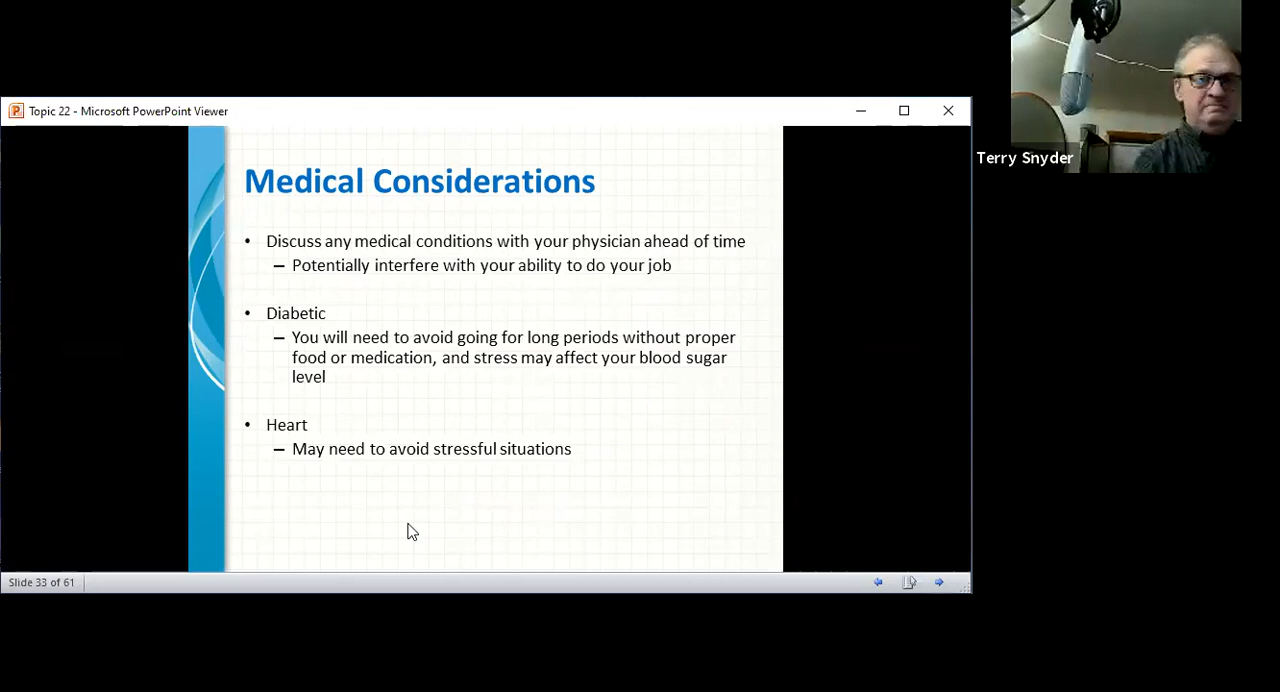 Topic 22 - Microsoft PowerPoint Viewer
Terry Snyder
Medical Considerations
• Discuss any medical conditions with your physician ahead of time
– Potentially interfere with your ability to do your job
• Diabetic
– You will need to avoid going for long periods without proper
food or medication, and stress may affect your blood sugar
level
• Heart
– May need to avoid stressful situations
Slide 33 of 61